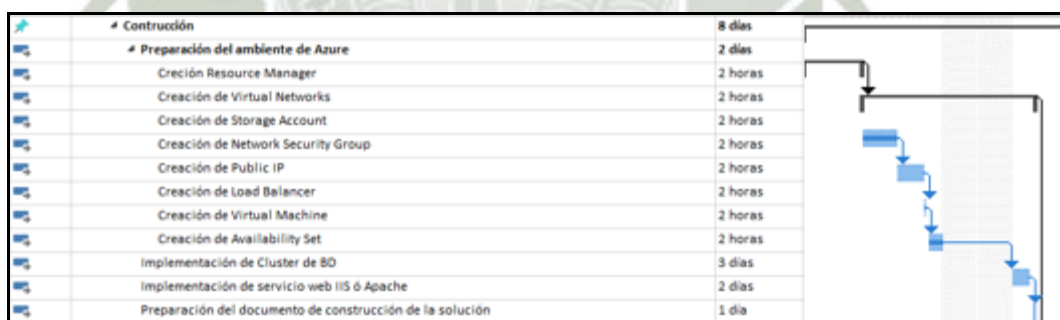 Contrucción 8 días
Preparación del ambiente de Azure 2 días
Creción Resource Manager 2 horas
Creación de Virtual Networks 2 horas
Creación de Storage Account 2 horas
Creación de Network Security Group 2 horas
Creación de Public IP 2 horas
Creación de Load Balancer 2 horas
Creación de Virtual Machine 2 horas
Creación de Availability Set 2 horas
Implementación de Cluster de BD 3 días
Implementación de servicio web IIS ó Apache 2 días
Preparación del documento de construcción de la solución 1 día